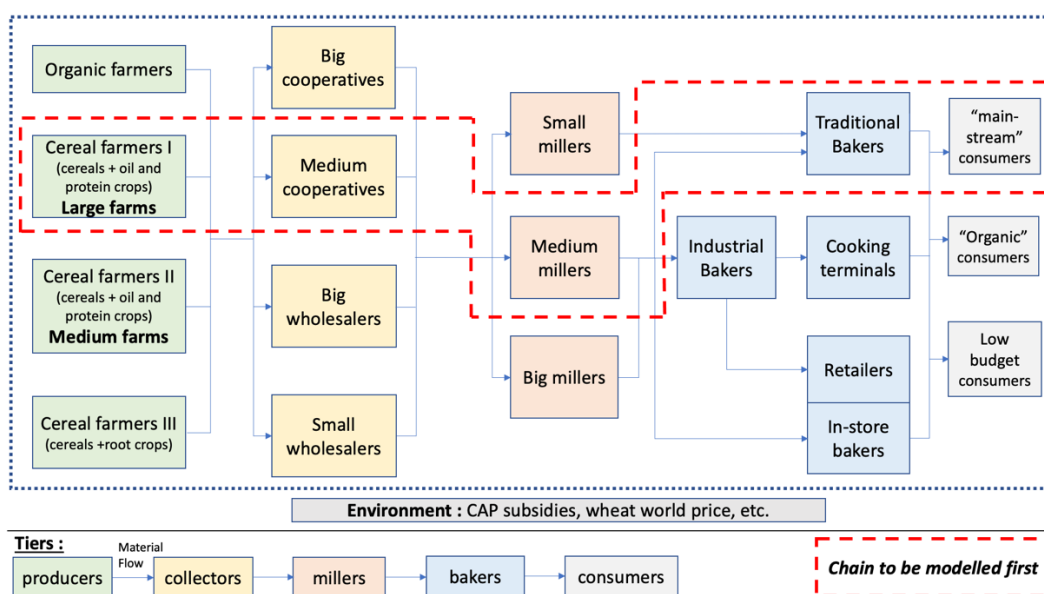 Organic farmers
Cereal farmers I
(cereals + oil and
protein crops)
Large farms
Cereal farmers II
(cereals + oil and
protein crops)
Medium farms
Cereal farmers III
(cereals +root crops)
Big
cooperatives
Medium
cooperatives
Big
wholesalers
Small
wholesalers
Small
millers
Medium
millers
Big millers
Industrial
Bakers
Traditional
Bakers
Cooking
terminals
Retailers
In-store
bakers
“main-
stream”
consumers
“Organic”
consumers
Low
budget
consumers
Environment : CAP subsidies, wheat world price, etc.
Tiers :
Material
Flow
producers
collectors
millers
bakers
consumers
Chain to be modelled first